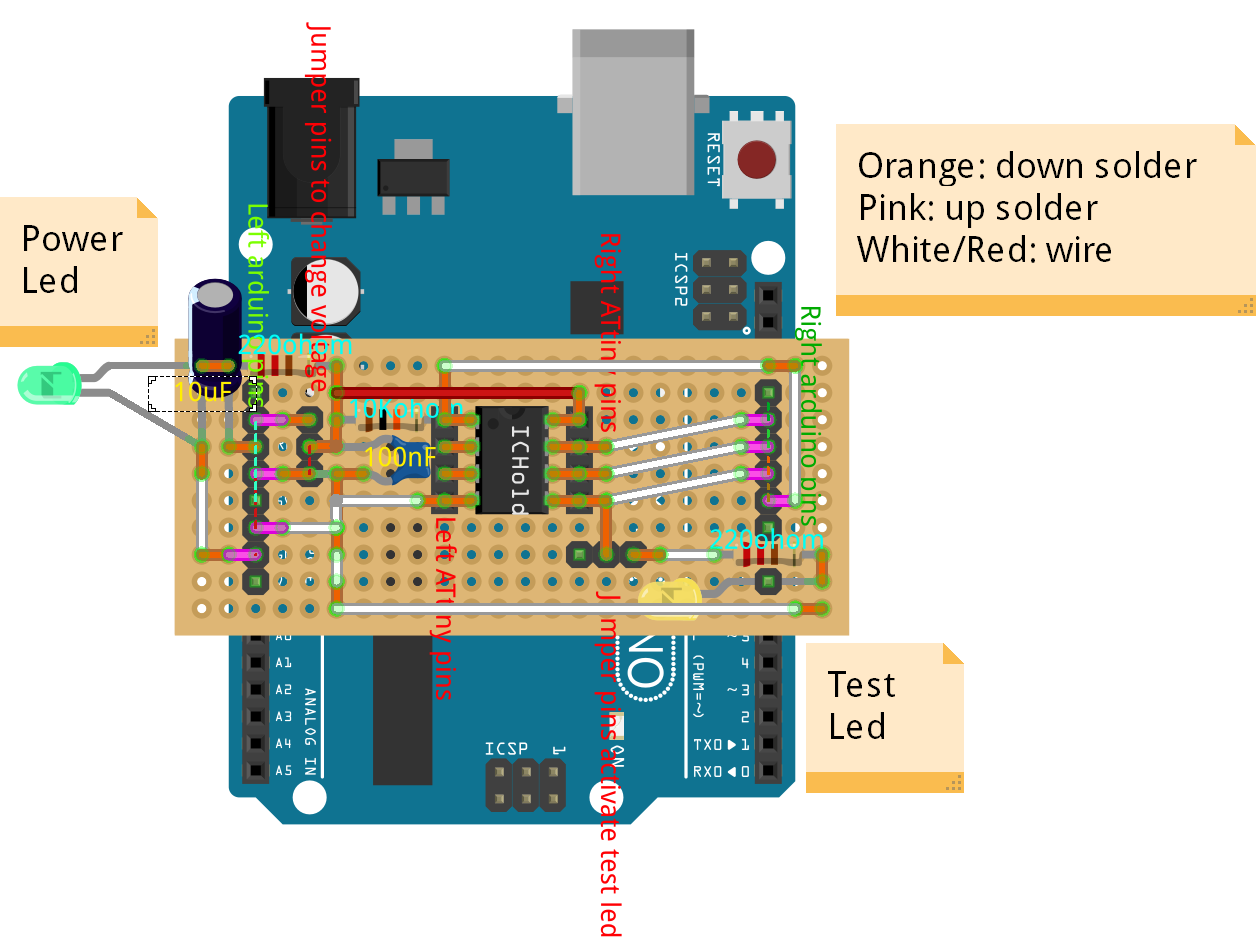 Jumper pins to change voltage
RESET
Orange: down solder
Pink: up solder
White/Red: wire
Power
Led
Left arduino pins
Right ATtiny pins
ICSP2
Right arduino pins
220ohom
10uF
10Kohom
100nF
ICHold
220ohom
Left ATtiny pins
Jumper pins activate test led
A0
A1
A2
A3
A4
A5
ANALOG IN
ICSP
1
UNO
ON
(PWM=~)
~5
4
~3
2
TXD▶1
RXD◀0
Test
Led